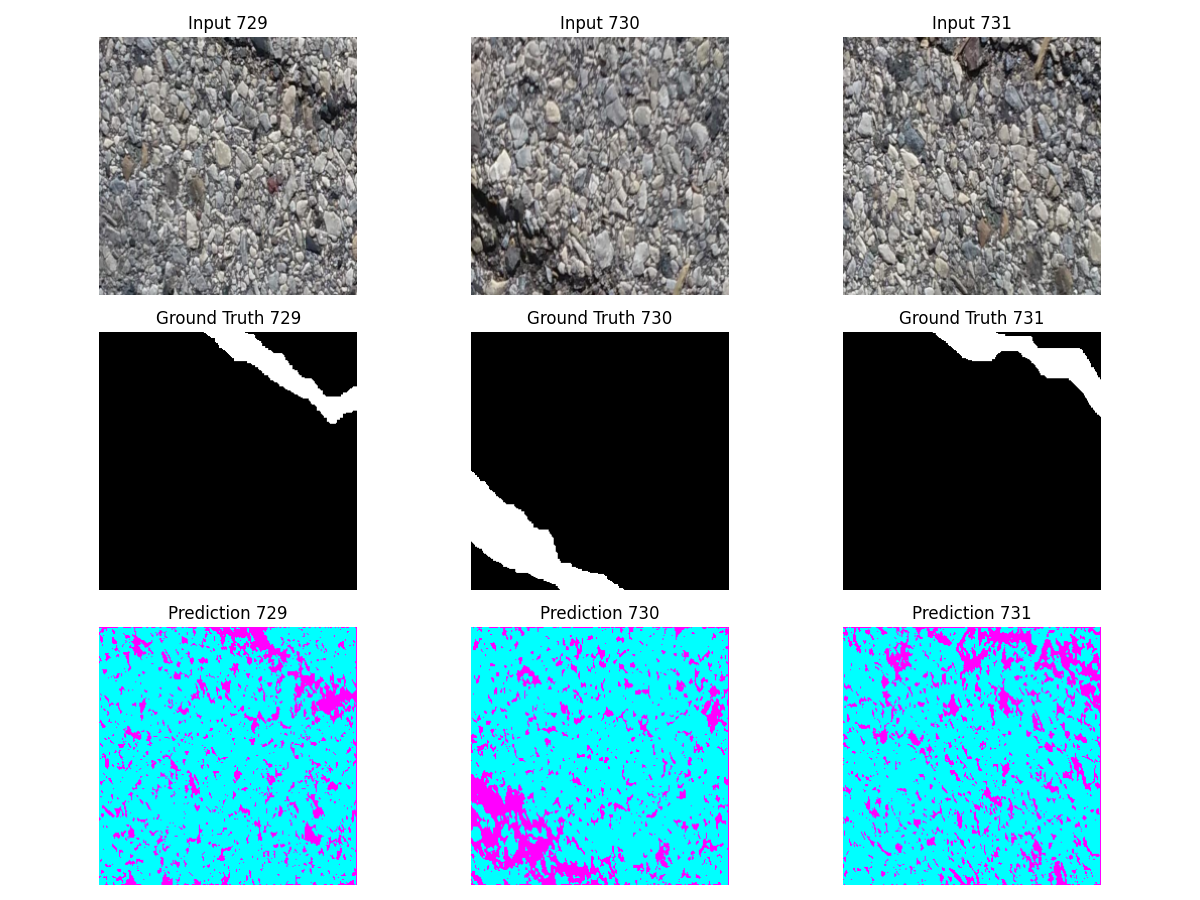 Input 729
Input 730
Input 731
Ground Truth 729
Ground Truth 730
Ground Truth 731
Prediction 729
Prediction 730
Prediction 731